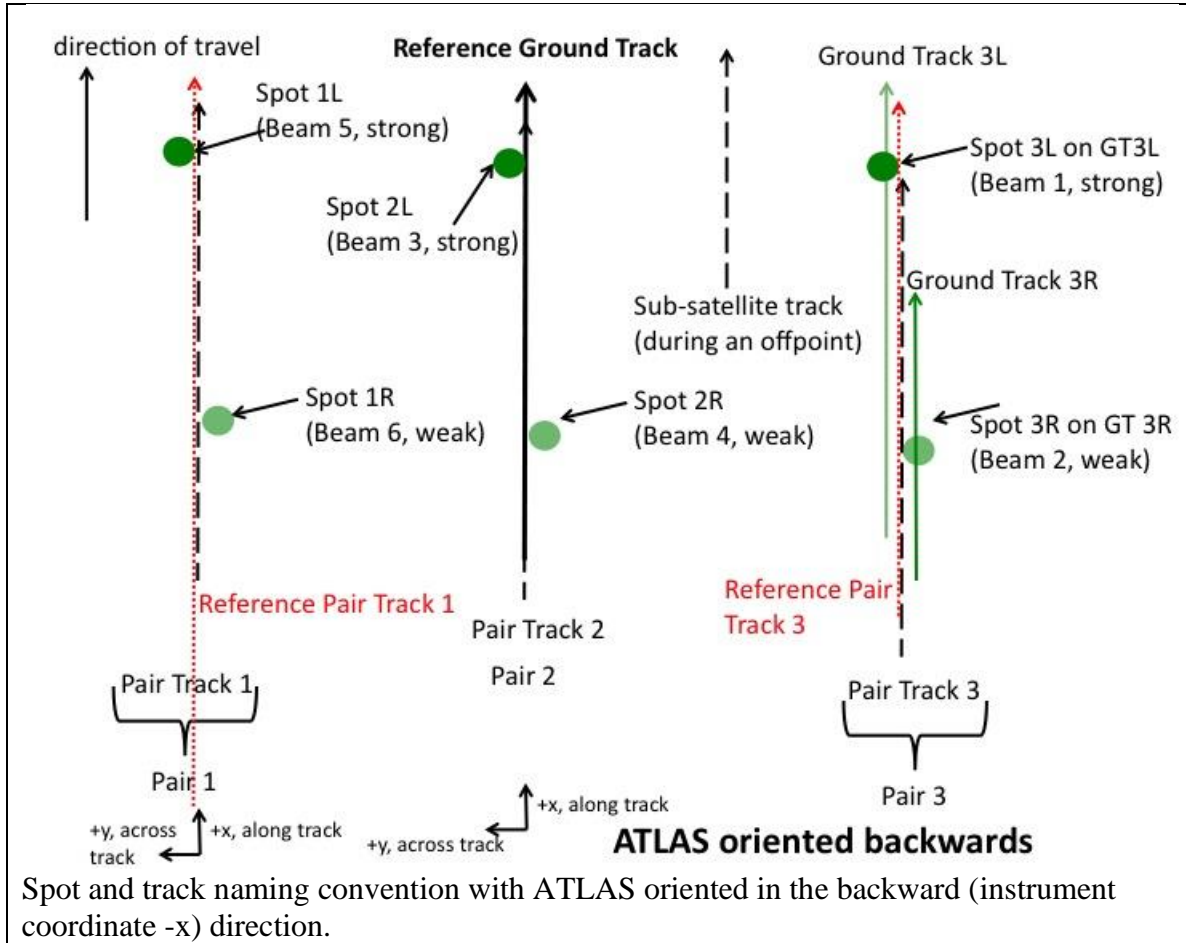 direction of travel
Reference Ground Track
Ground Track 3L
Spot 1L
(Beam 5, strong)
Spot 3L on GT3L
(Beam 1, strong)
Spot 2L
(Beam 3, strong)
Ground Track 3R
Sub-satellite track
(during an offpoint)
Spot 1R
(Beam 6, weak)
Spot 2R
(Beam 4, weak)
Spot 3R on GT 3R
(Beam 2, weak)
Reference Pair Track 1
Reference Pair
Track 3
Pair Track 2
Pair 2
Pair Track 1
Pair Track 3
Pair 1
Pair 3
+y, across
track
+x, along track
+x, along track
+y, across track
ATLAS oriented backwards
Spot and track naming convention with ATLAS oriented in the backward (instrument
coordinate -x) direction.